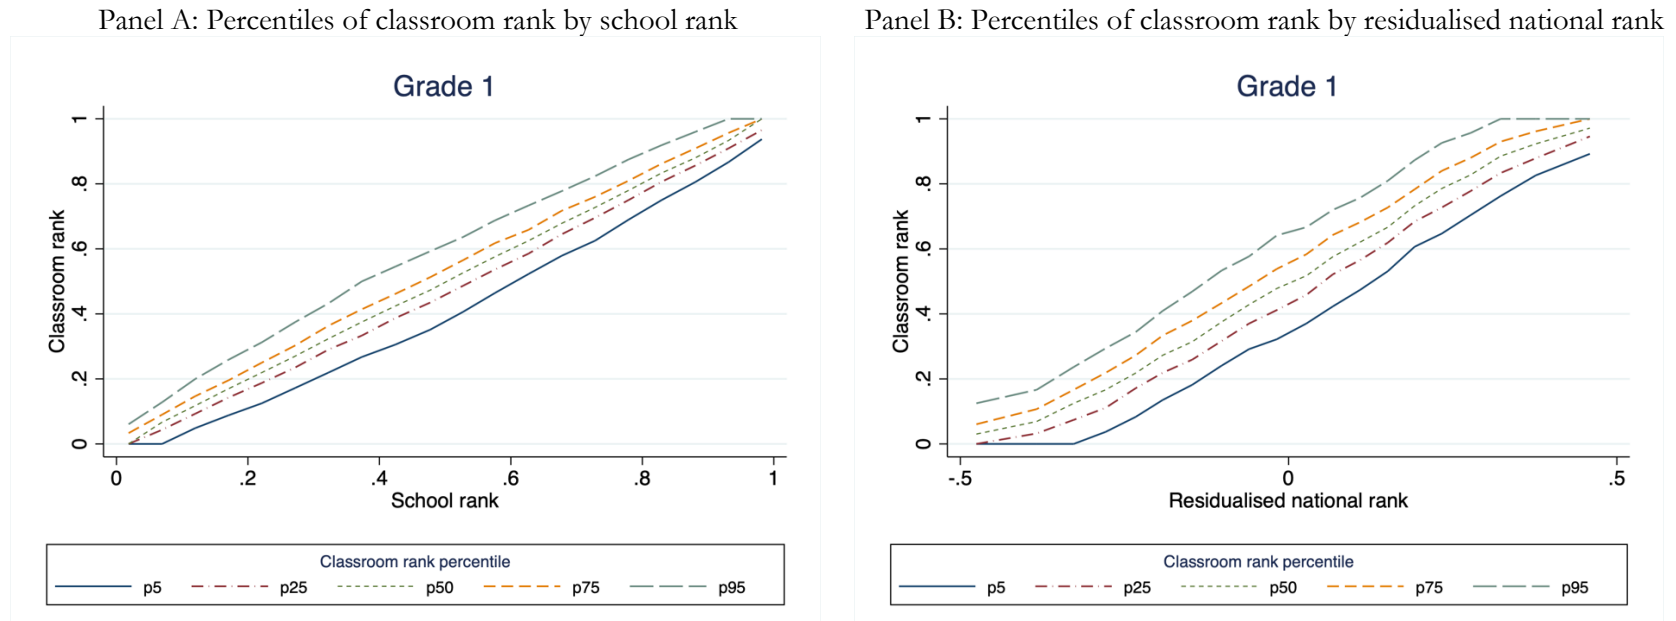 Panel A: Percentiles of classroom rank by school rank
Grade 1
Classroom rank
1
.8
.6
.4
.2
0
0 .2 .4 .6 .8 1
School rank
Classroom rank percentile
p5 p25 p50 p75 p95
Panel B: Percentiles of classroom rank by residualised national rank
Grade 1
Classroom rank
1
.8
.6
.4
.2
0
-.5 0 .5
Residualised national rank
Classroom rank percentile
p5 p25 p50 p75 p95